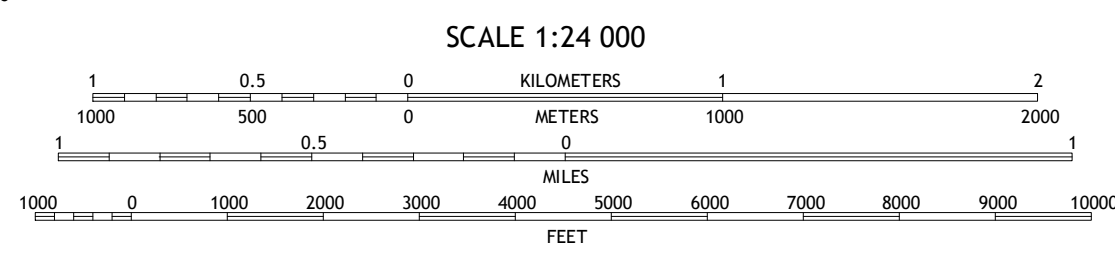 SCALE 1:24 000
1 0.5 0 KILOMETERS 1 2
1000 500 0 METERS 1000 2000
1 0.5 0 1
MILES
1000 0 1000 2000 3000 4000 5000 6000 7000 8000 9000 10000
FEET